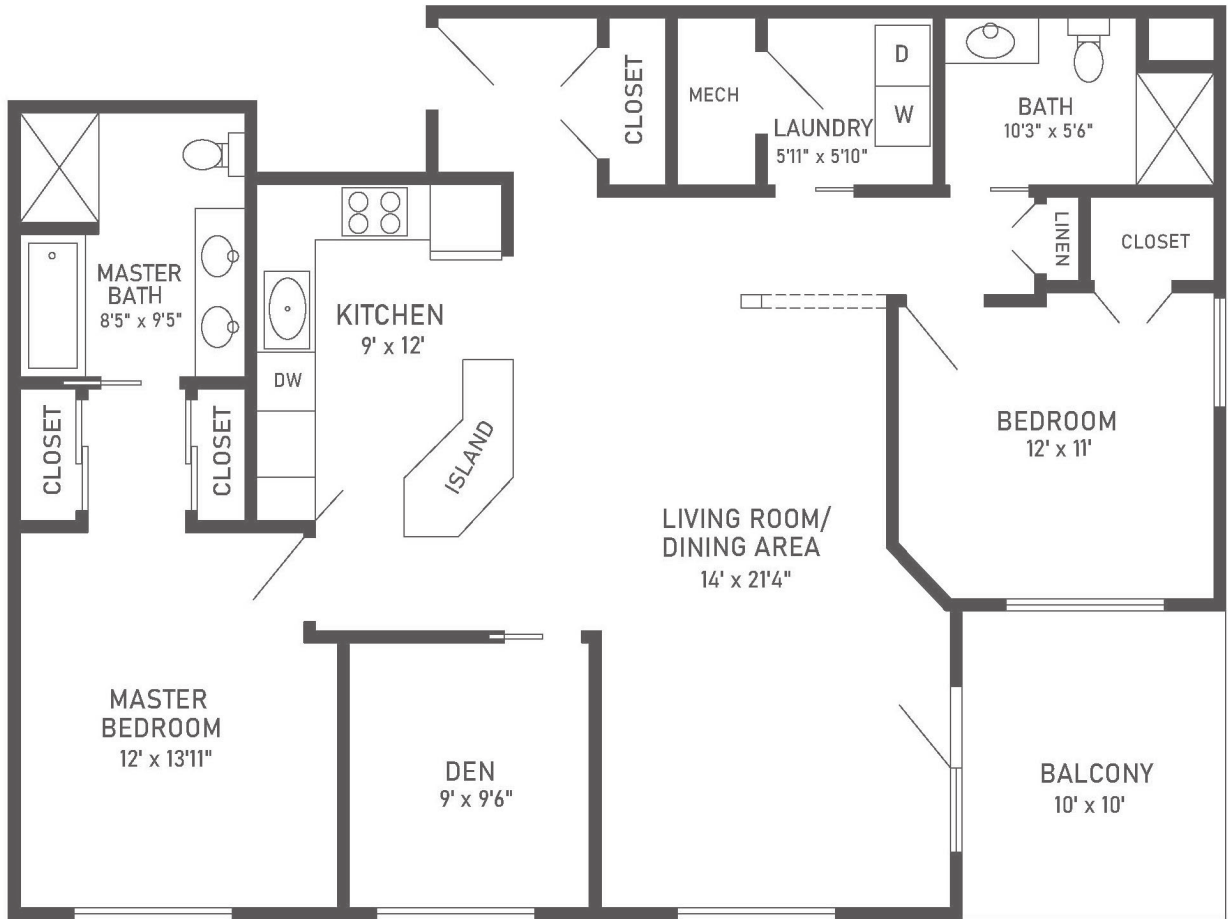 CLOSET
MECH
LAUNDRY
5'11" x 5'10"
D
W
BATH
10'3" x 5'6"
LINEN
CLOSET
MASTER
BATH
8'5" x 9'5"
KITCHEN
9' x 12'
DW
ISLAND
CLOSET
CLOSET
BEDROOM
12' x 11'
LIVING ROOM/
DINING AREA
14' x 21'4"
MASTER
BEDROOM
12' x 13'11"
DEN
9' x 9'6"
BALCONY
10' x 10'